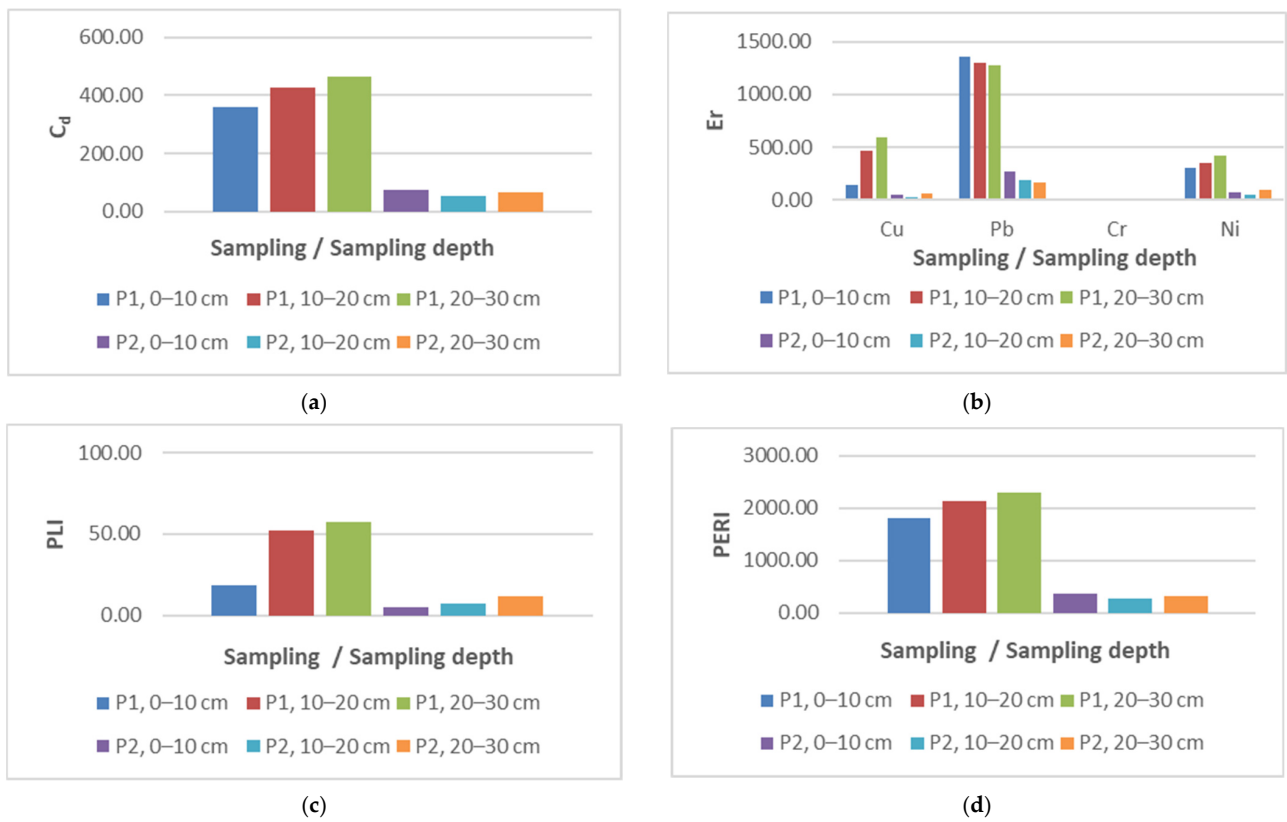 600.00
400.00
200.00
0.00
Cd
Sampling / Sampling depth
P1, 0–10 cm P1, 10–20 cm P1, 20–30 cm
P2, 0–10 cm P2, 10–20 cm P2, 20–30 cm
(a)
1500.00
1000.00
500.00
0.00
Er
Cu Pb Cr Ni
Sampling / Sampling depth
P1, 0–10 cm P1, 10–20 cm P1, 20–30 cm
P2, 0–10 cm P2, 10–20 cm P2, 20–30 cm
(b)
100.00
50.00
0.00
PLI
Sampling / Sampling depth
P1, 0–10 cm P1, 10–20 cm P1, 20–30 cm
P2, 0–10 cm P2, 10–20 cm P2, 20–30 cm
(c)
3000.00
2000.00
1000.00
0.00
PERI
Sampling / Sampling depth
P1, 0–10 cm P1, 10–20 cm P1, 20–30 cm
P2, 0–10 cm P2, 10–20 cm P2, 20–30 cm
(d)